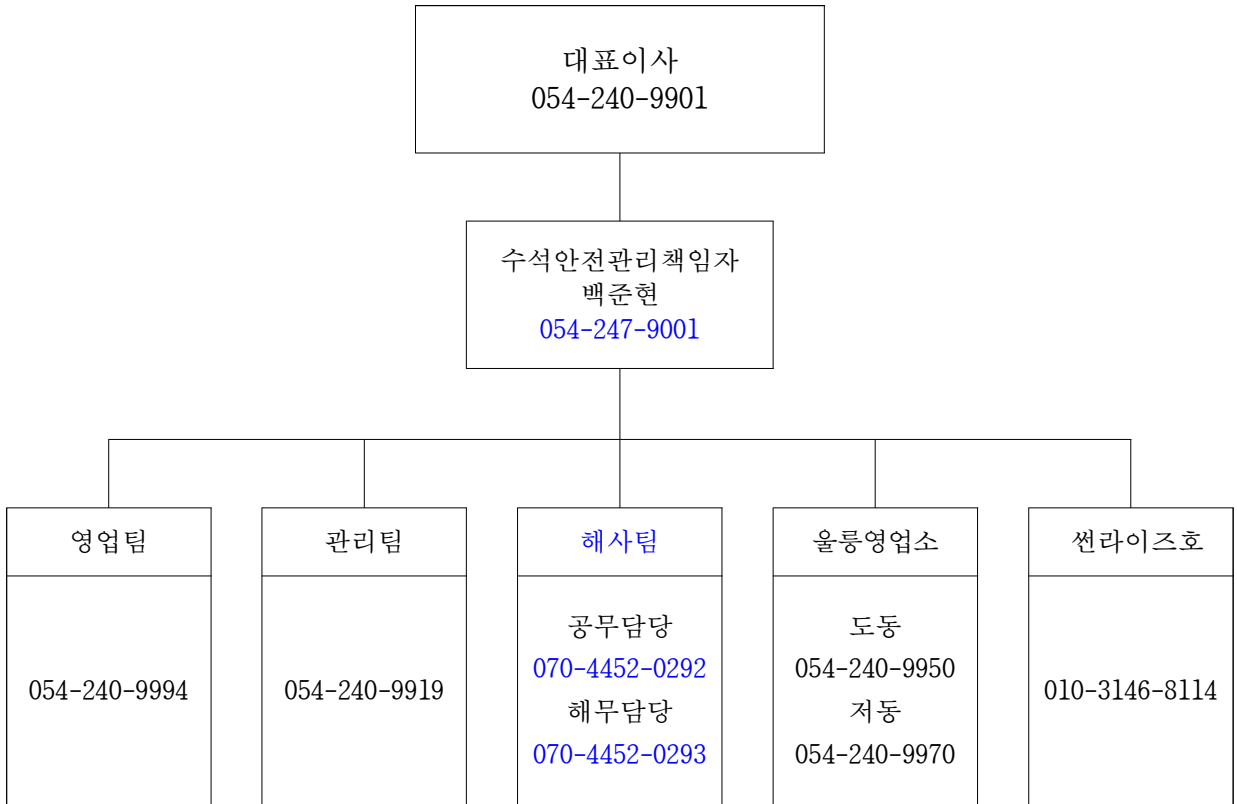 대표이사
054-240-9901
수석안전관리책임자
백준현
054-247-9001
영업팀
054-240-9994
관리팀
054-240-9919
해사팀
공무담당
070-4452-0292
해무담당
070-4452-0293
울릉영업소
도동
054-240-9950
저동
054-240-9970
썬라이즈호
010-3146-8114